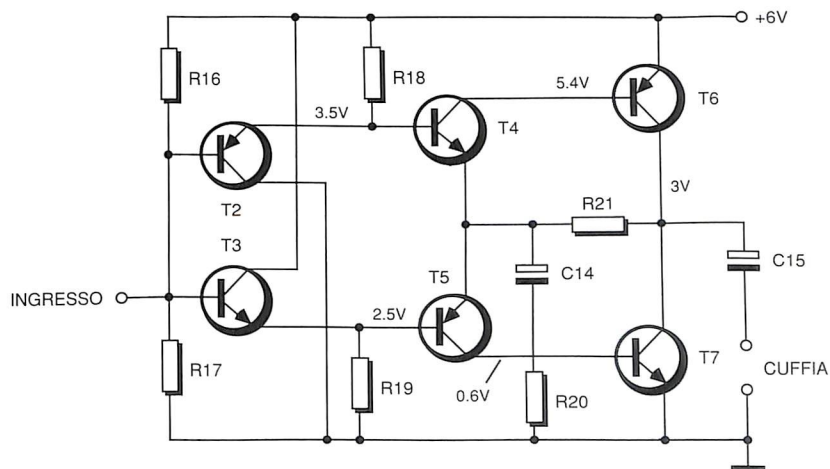 +6V
R16
R18
3.5V
5.4V
T6
T4
T2
3V
R21
T3
C15
T5
C14
INGRESSO
2.5V
T7
CUFFIA
R17
R19
0.6V
R20